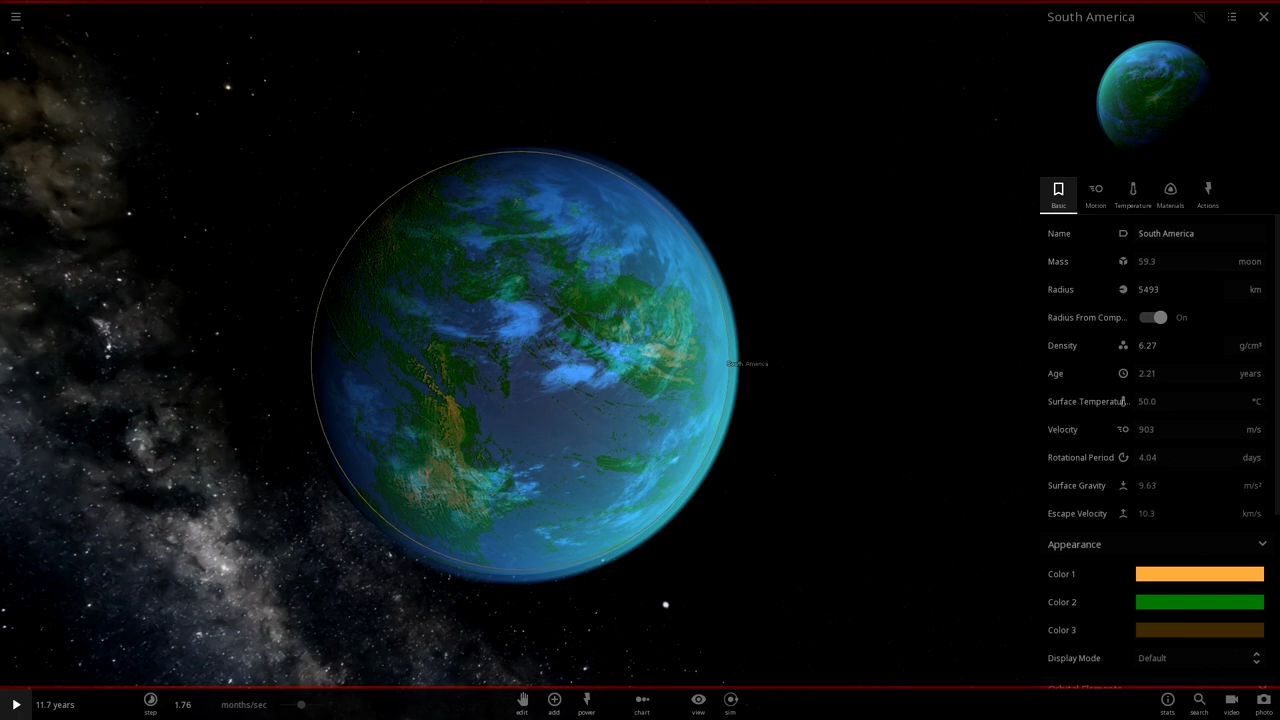 South America
Basic
Motion
Temperature
Materials
Actions
Name South America
Mass 59.3 moon
Radius 5493 km
Radius From Comp... On
Density 6.27 g/cm³
Age 2.21 years
Surface Temperatu... 50.0 °C
Velocity 903 m/s
Rotational Period 4.04 days
Surface Gravity 9.63 m/s²
Escape Velocity 10.3 km/s
Appearance
Color 1
Color 2
Color 3
Display Mode Default
Orbital Elements
South America
11.7 years
step
1.76 months/sec
edit
add
power
chart
view
sim
stats
search
video
photo